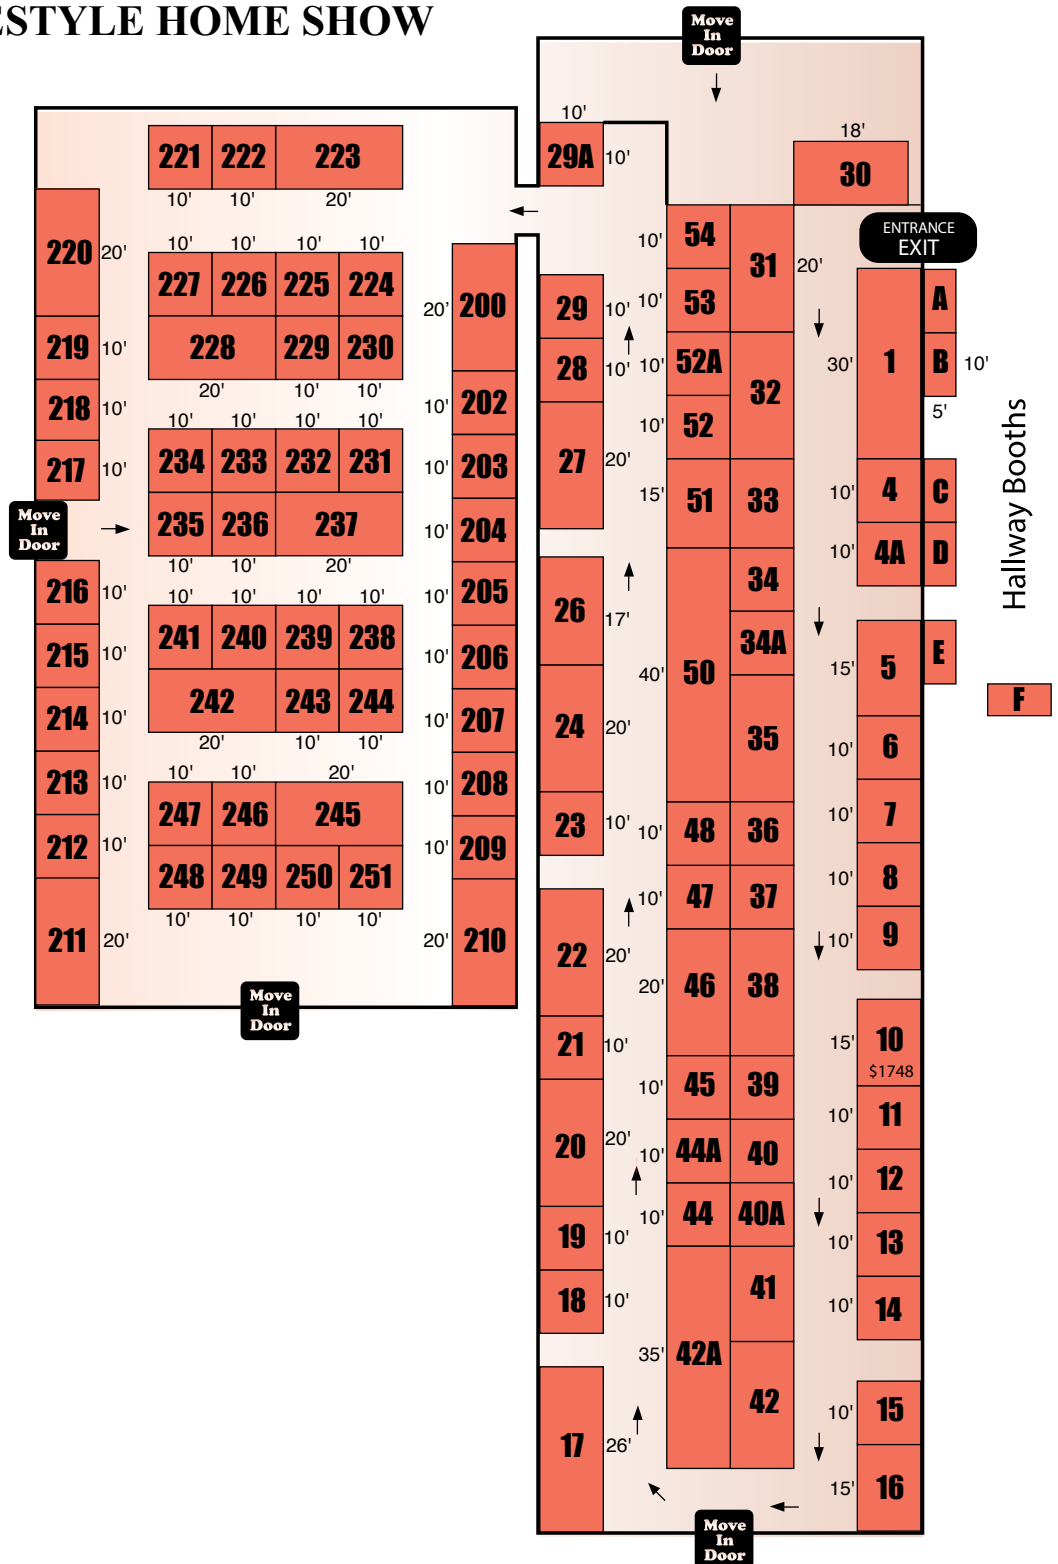 ESTYLE HOME SHOW
Move
In
Door
10'
29A 10'
18'
30
ENTRANCE
EXIT
221 222 223
10' 10' 20'
220 20'
219 10'
218 10'
217 10'
Move
In
Door
216 10'
215 10'
214 10'
213 10'
212 10'
211 20'
10' 10' 10' 10'
227 226 225 224
228 229 230
20' 10' 10'
10' 10' 10' 10'
234 233 232 231
235 236 237
10' 10' 20'
10' 10' 10' 10'
241 240 239 238
242 243 244
20' 10' 10'
10' 10' 20'
247 246 245
248 249 250 251
10' 10' 10' 10'
Move
In
Door
20' 200
10' 202
10' 203
10' 204
10' 205
10' 206
10' 207
10' 208
10' 209
20' 210
29 10'
28 10'
27 20'
26 17'
24 20'
23 10'
22 20'
21 10'
20 20'
19 10'
18 10'
17 26'
10' 54
10' 53
10' 52A
10' 52
15' 51
40' 50
10' 48
10' 47
20' 46
10' 45
10' 44A
10' 44
35' 42A
31 20'
32
33
34
34A
35
36
37
38
39
40
40A
41
42
30' 1
10' 4
10' 4A
15' 5
10' 6
10' 7
10' 8
10' 9
15' 10
$1748
10' 11
10' 12
10' 13
10' 14
10' 15
15' 16
A
B 10'
5'
C
D
E
F
Hallway Booths
Move
In
Door